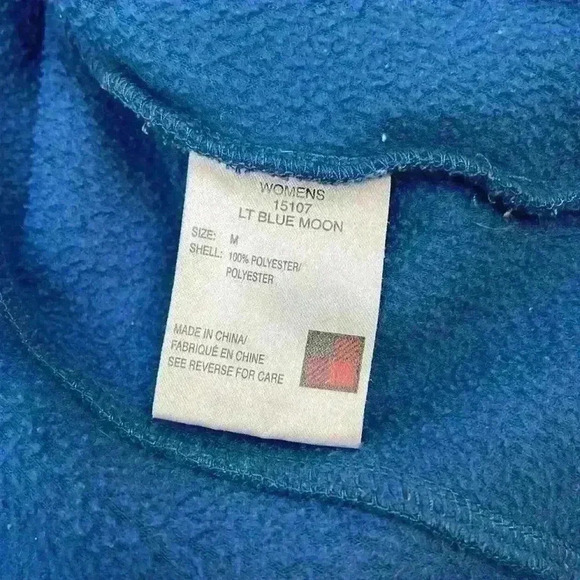 WOMENS
15107
LT BLUE MOON
SIZE: M
SHELL: 100% POLYESTER/
POLYESTER
MADE IN CHINA/
FABRIQUÉ EN CHINE
SEE REVERSE FOR CARE